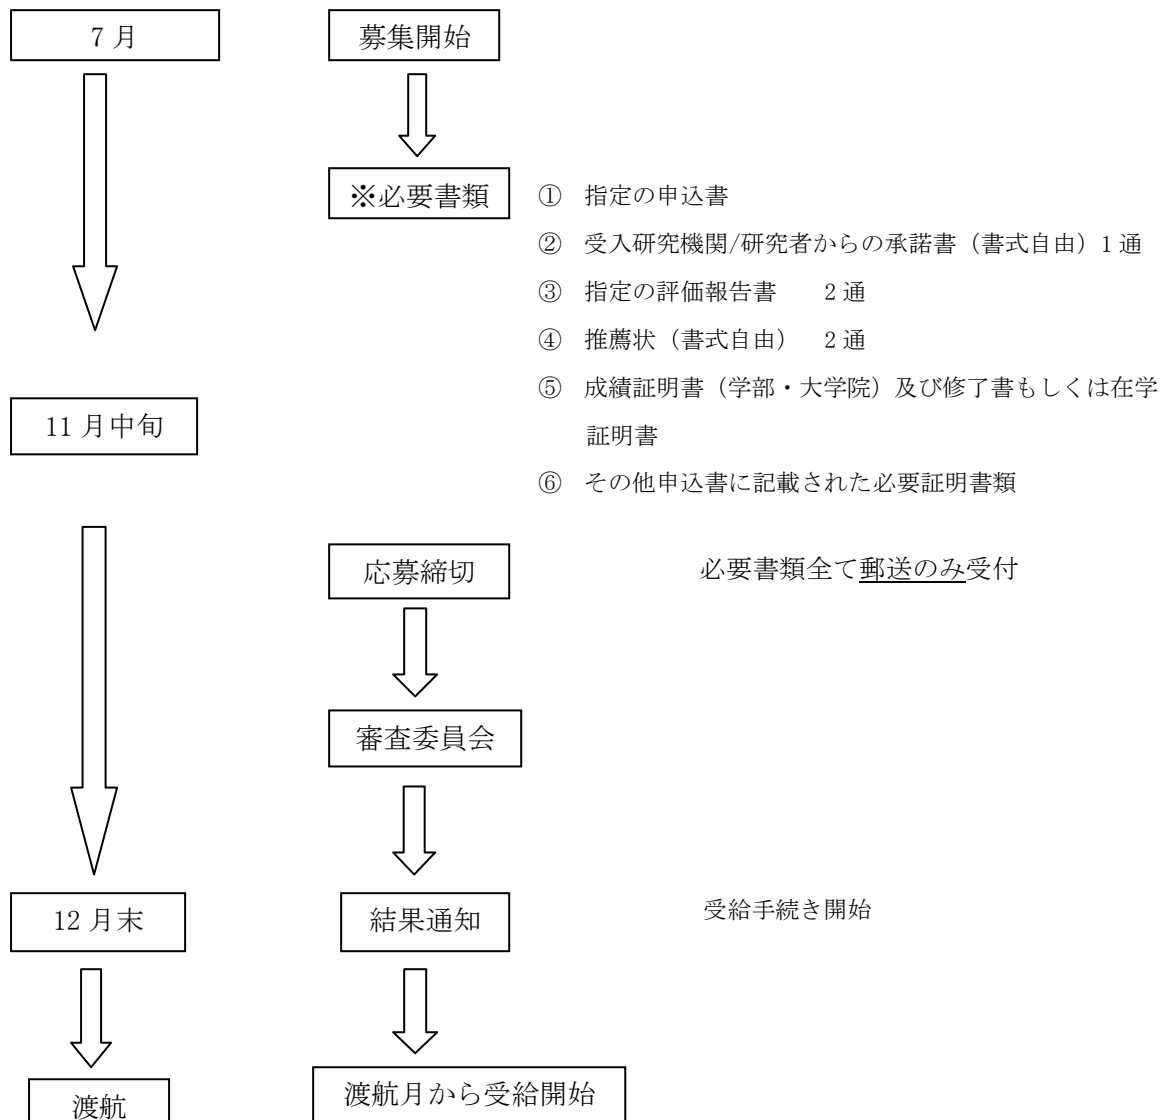 7月
募集開始
※必要書類
① 指定の申込書
② 受入研究機関/研究者からの承諾書（書式自由）1通
③ 指定の評価報告書　　2通
④ 推薦状（書式自由）　2通
⑤ 成績証明書（学部・大学院）及び修了書もしくは在学
証明書
⑥ その他申込書に記載された必要証明書類
11月中旬
応募締切
必要書類全て郵送のみ受付
審査委員会
12月末
結果通知
受給手続き開始
渡航
渡航月から受給開始